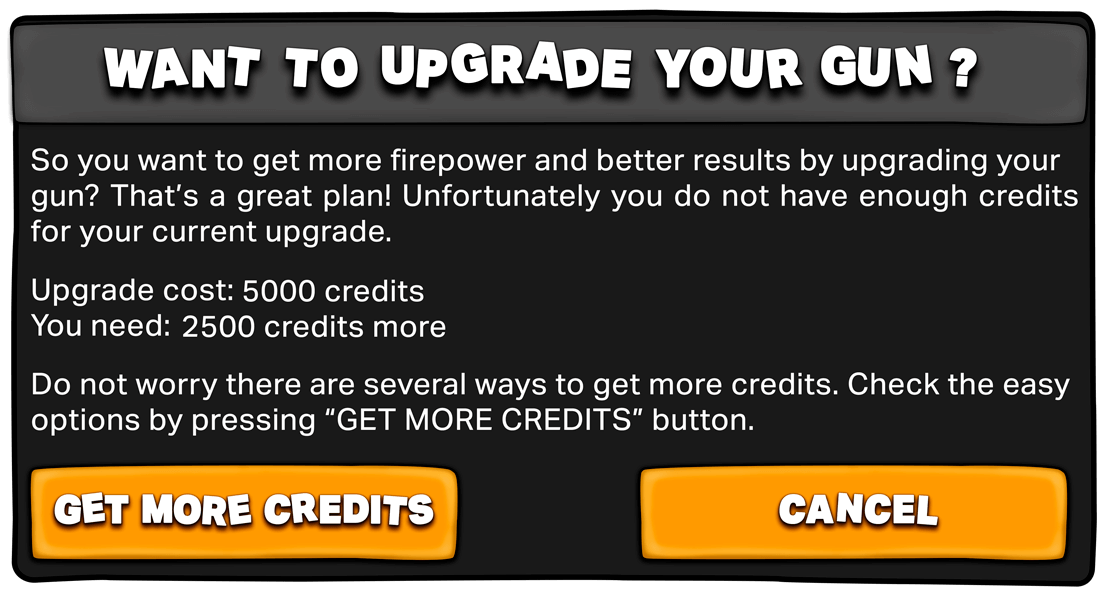 WANT TO UPGRADE YOUR GUN ?
So you want to get more firepower and better results by upgrading your
gun? That's a great plan! Unfortunately you do not have enough credits
for your current upgrade.
Upgrade cost: 5000 credits
You need: 2500 credits more
Do not worry there are several ways to get more credits. Check the easy
options by pressing “GET MORE CREDITS” button.
GET MORE CREDITS
CANCEL